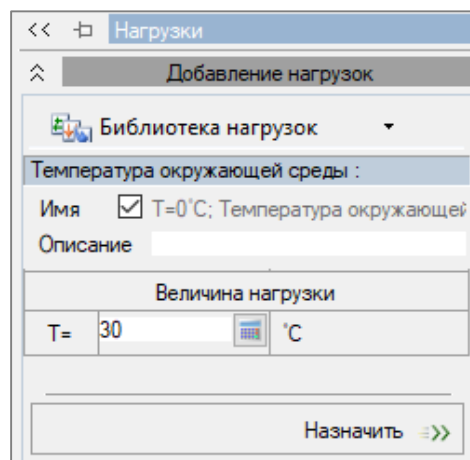 << Нагрузки
Добавление нагрузок
Библиотека нагрузок
Температура окружающей среды :
Имя T=0°C; Температура окружающей
Описание
Величина нагрузки
T= 30 °C
Назначить